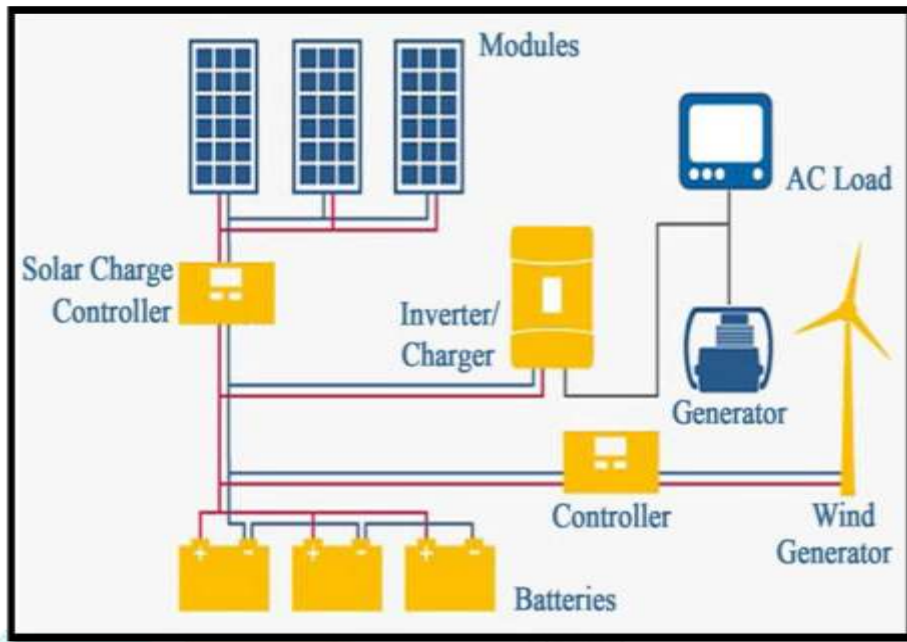 Modules
AC Load
Solar Charge
Controller
Inverter/
Charger
Generator
Controller
Wind
Generator
+ - + - + -
Batteries